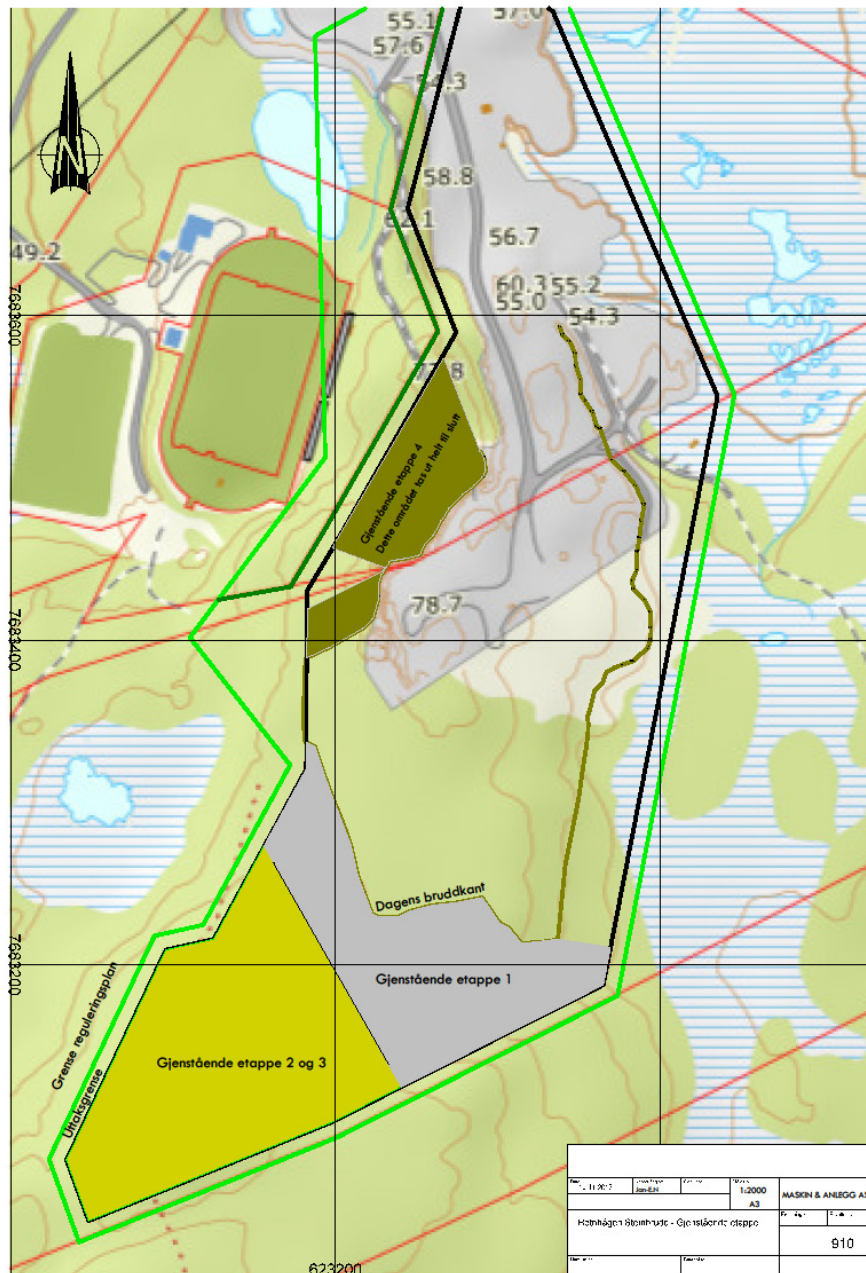 55.1
57.0
57.6
54.3
N
58.8
62.1
49.2
56.7
60.3
55.2
55.0
54.3
7683600
Gjenstående etappe 4
Dette området tas ut helt til slutt
78.7
7683400
Dagens bruddkant
7683200
Gjenstående etappe 1
Grense reguleringsplan
Gjenstående etappe 2 og 3
Uttaksgrense
1:2000
A3
Jan-E.N
MASKIN & ANLEGG AS
Steinbrudd - Gjenstående etappe
910
623200